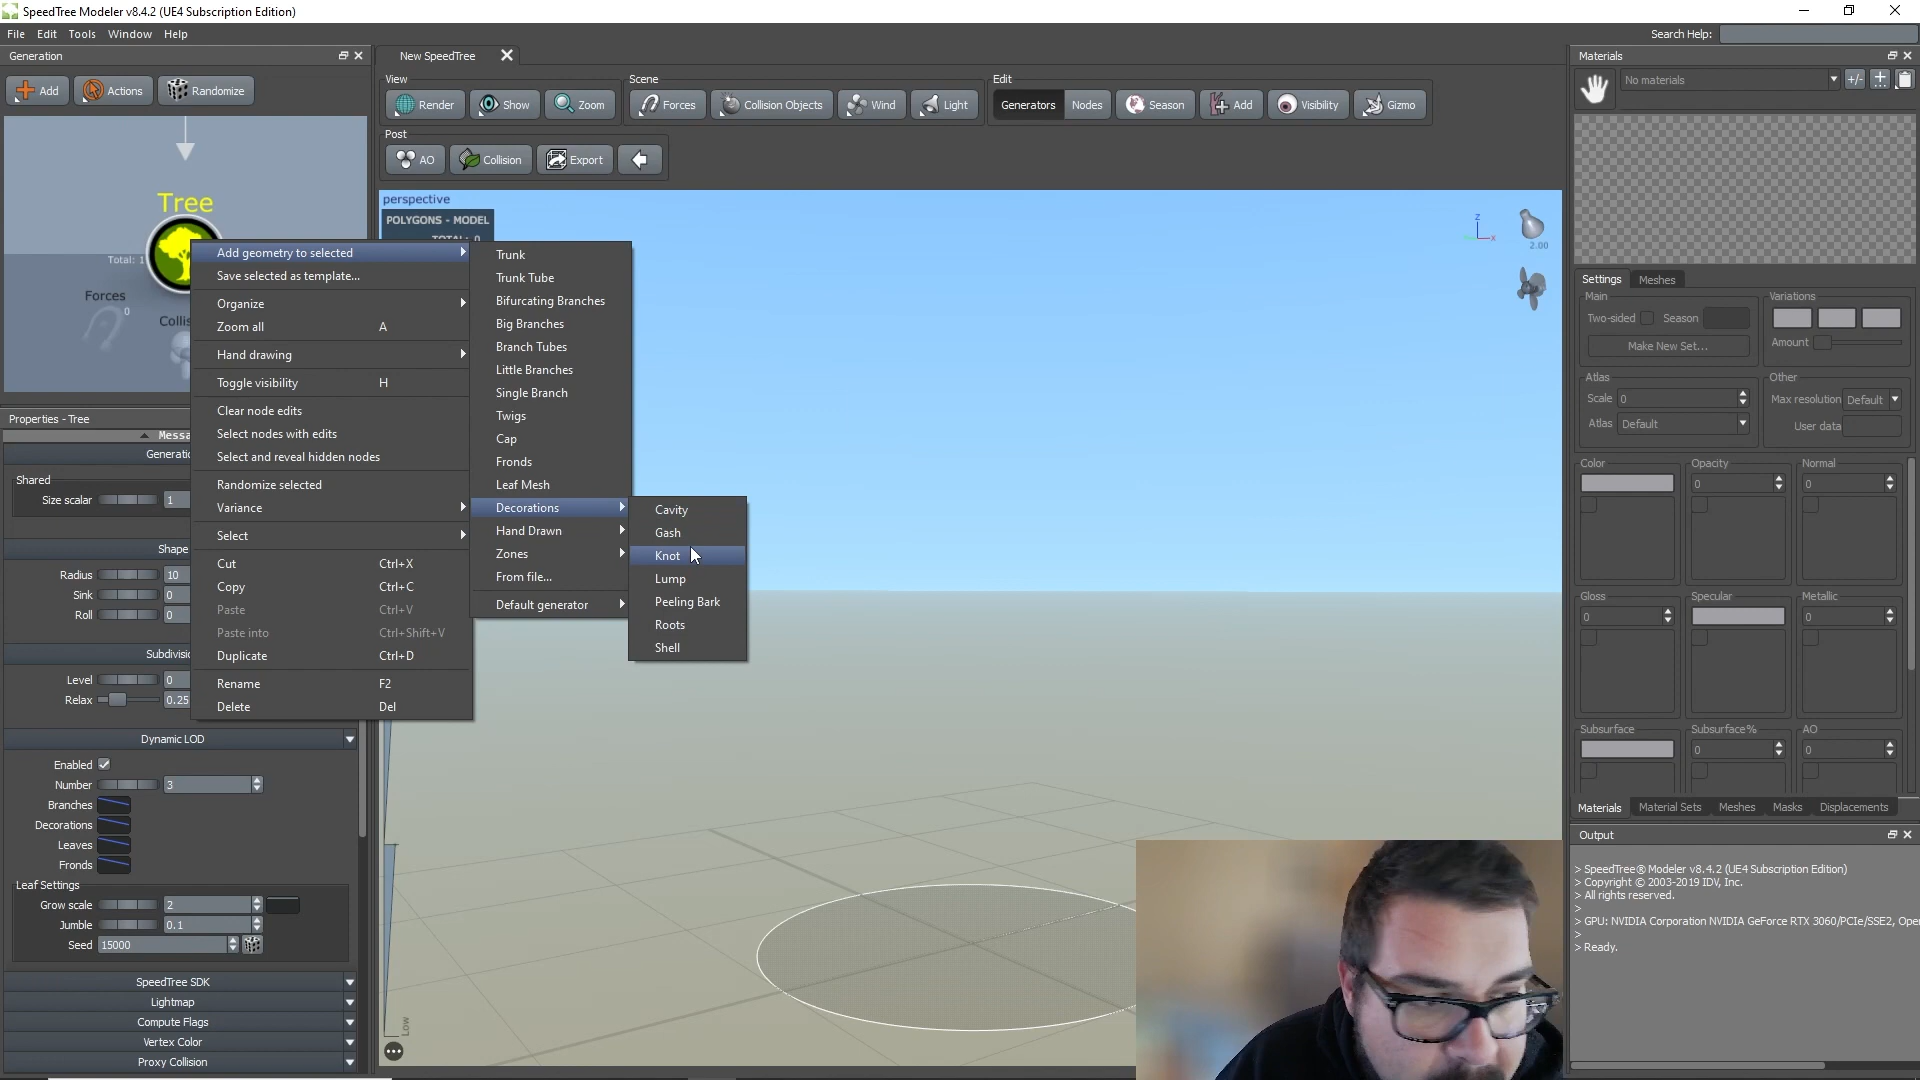 SpeedTree Modeler v8.4.2 (UE4 Subscription Edition)
File Edit Tools Window Help
Search Help:
Generation
New SpeedTree
Materials
Add Actions Randomize
View
Render Show Zoom
Scene
Forces Collision Objects Wind Light
Edit
Generators Nodes Season Add Visibility Gizmo
Post
AO Collision Export
No materials
+/-
Tree
Total: 1
Forces
0
perspective
POLYGONS - MODEL
2.00
Add geometry to selected
Save selected as template...
Organize
Zoom all A
Hand drawing
Toggle visibility H
Clear node edits
Select nodes with edits
Select and reveal hidden nodes
Randomize selected
Variance
Select
Cut Ctrl+X
Copy Ctrl+C
Paste Ctrl+V
Paste into Ctrl+Shift+V
Duplicate Ctrl+D
Rename F2
Delete Del
Trunk
Trunk Tube
Bifurcating Branches
Big Branches
Branch Tubes
Little Branches
Single Branch
Twigs
Cap
Fronds
Leaf Mesh
Decorations
Hand Drawn
Zones
From file...
Default generator
Cavity
Gash
Knot
Lump
Peeling Bark
Roots
Shell
Properties - Tree
Shared
Size scalar 1
Shape
Radius 10
Sink 0
Roll 0
Level 0
Relax 0.25
Dynamic LOD
Enabled
Number 3
Branches
Decorations
Leaves
Fronds
Leaf Settings
Grow scale 2
Jumble 0.1
Seed 15000
SpeedTree SDK
Lightmap
Compute Flags
Vertex Color
Proxy Collision
Low
Settings Meshes
Main
Two-sided Season
Make New Set...
Variations
Amount
Atlas
Scale 0
Atlas Default
Other
Max resolution Default
User data
Color Opacity Normal
0 0
Gloss Specular Metallic
0 0
Subsurface Subsurface% AO
0 0
Materials Material Sets Meshes Masks Displacements
Output
> SpeedTree® Modeler v8.4.2 (UE4 Subscription Edition)
> Copyright © 2003-2019 IDV, Inc.
> All rights reserved.
>
> GPU: NVIDIA Corporation NVIDIA GeForce RTX 3060/PCIe/SSE2,
>
> Ready.